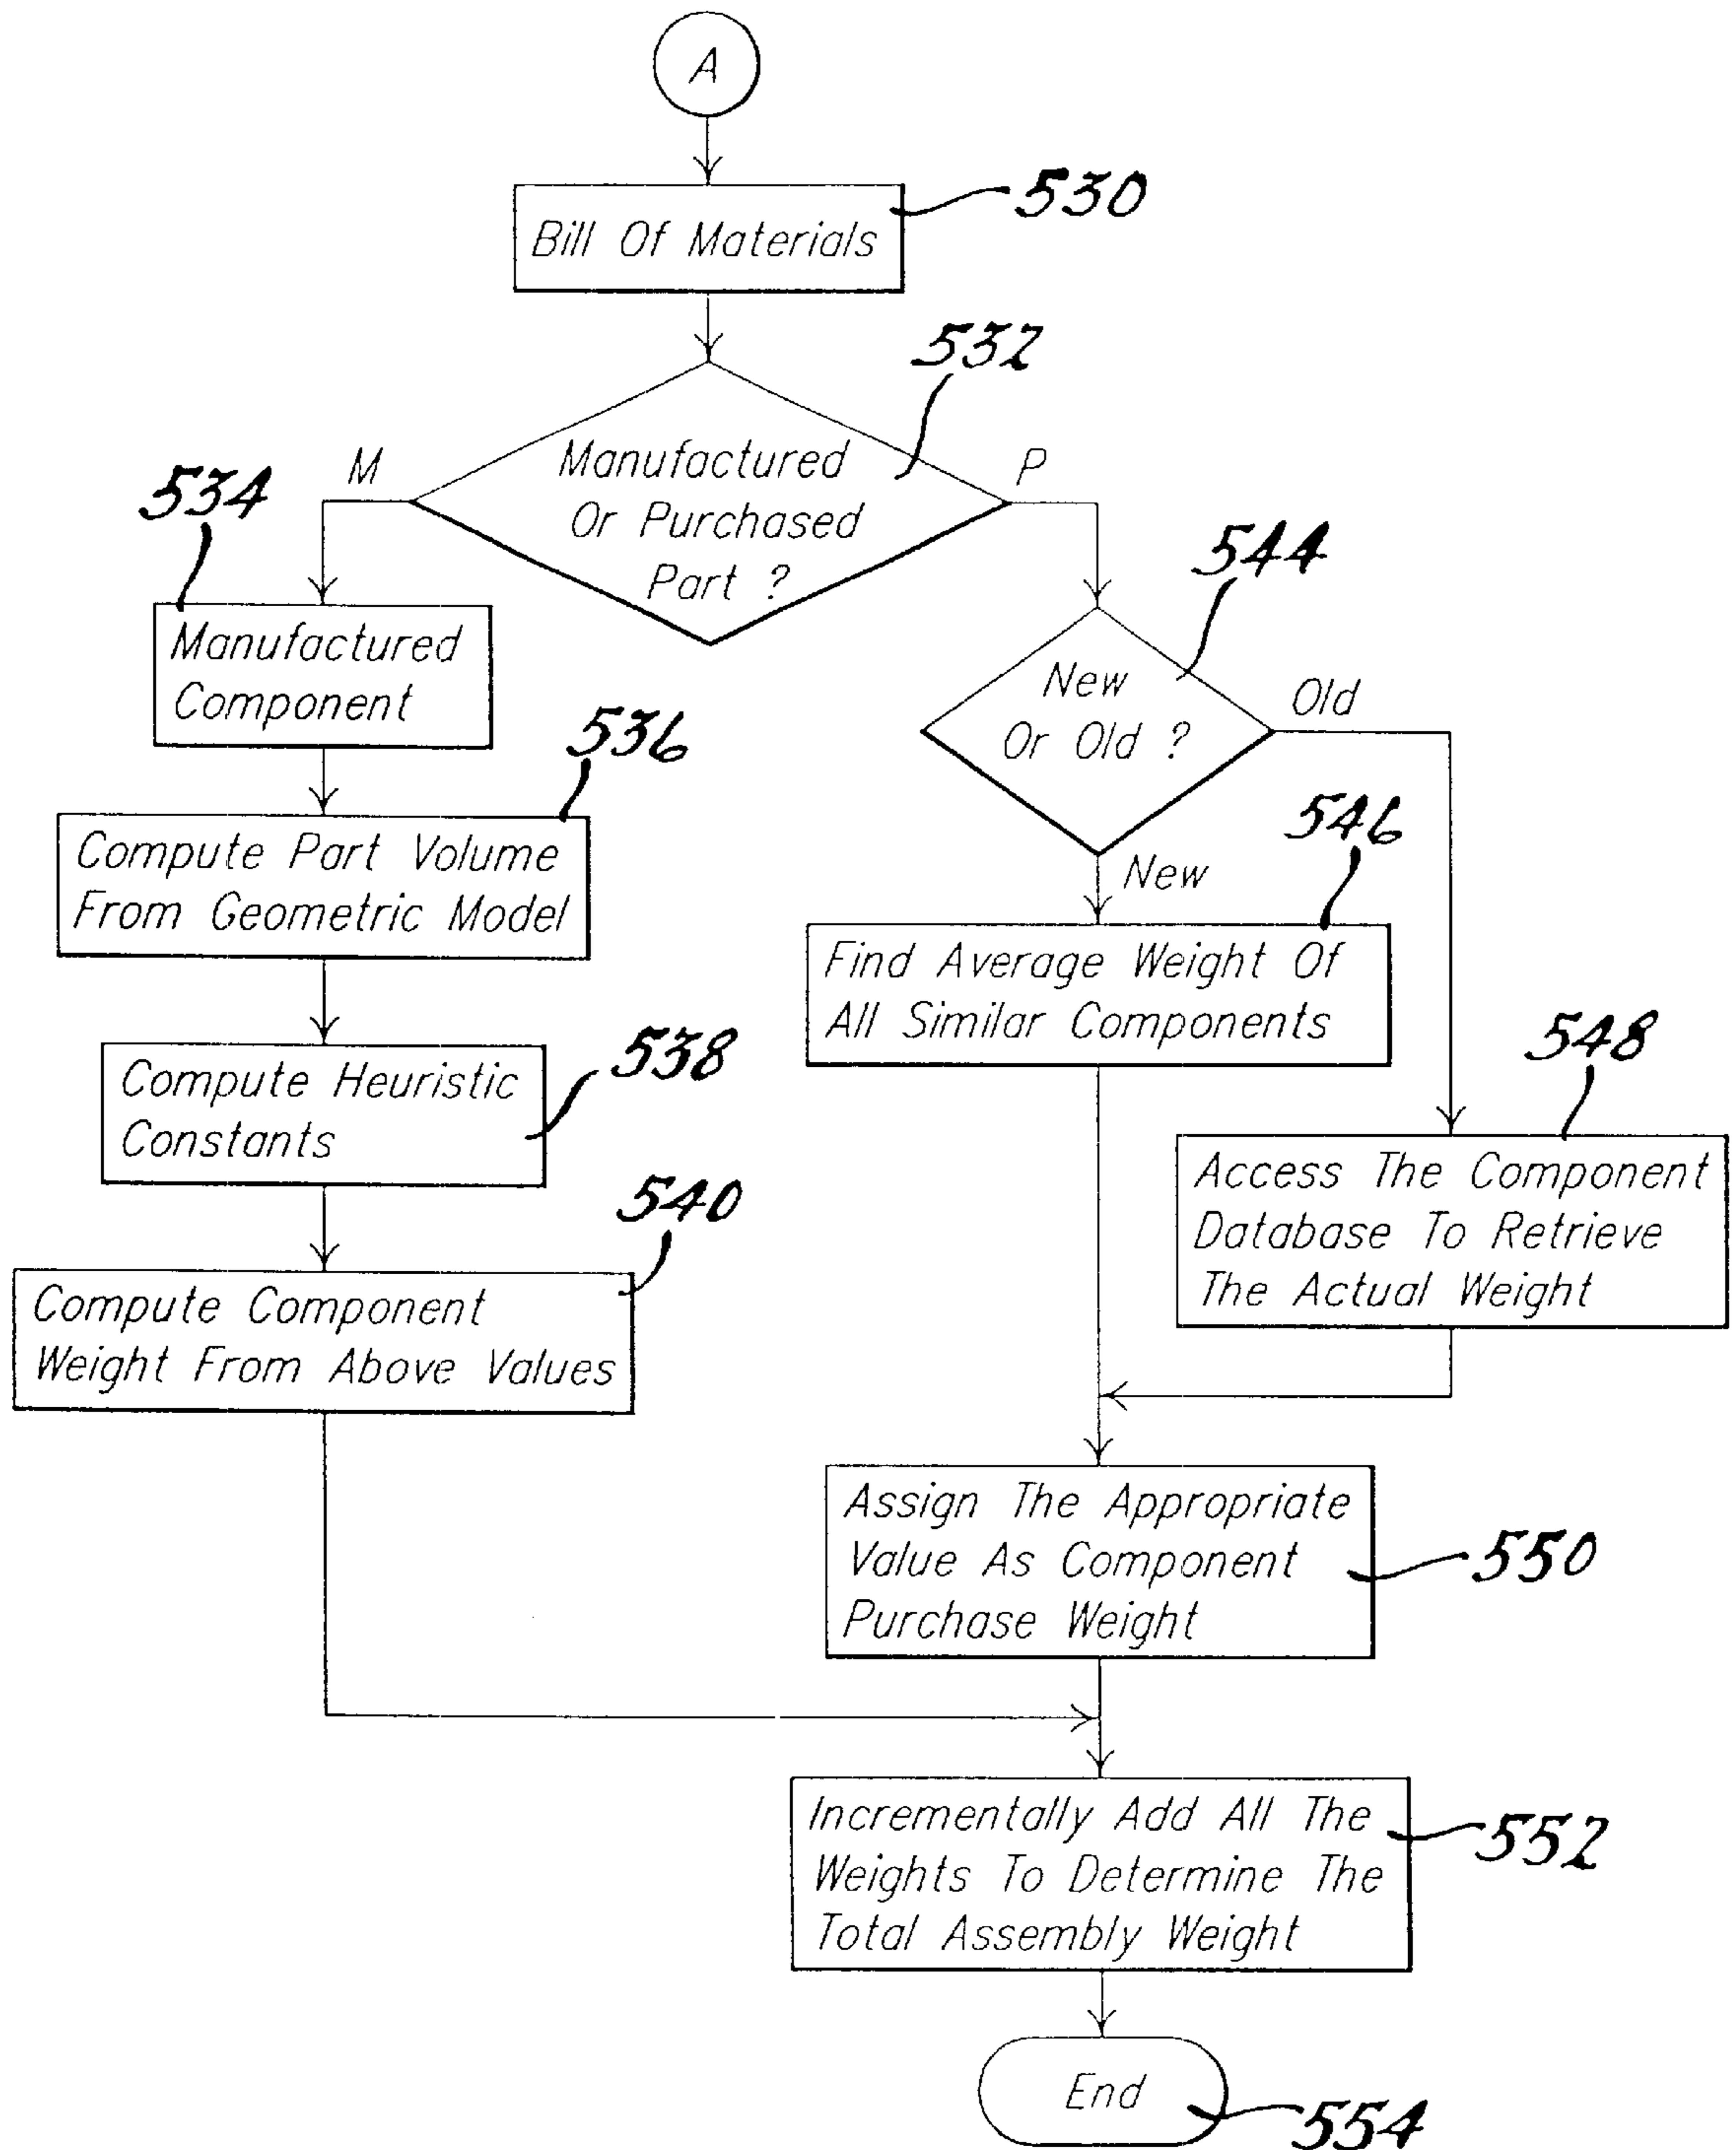 A
530
Bill Of Materials
532
M
Manufactured
Or Purchased
Part ?
P
534
544
Manufactured
Component
New
Or Old ?
Old
536
546
New
Compute Part Volume
From Geometric Model
Find Average Weight Of
All Similar Components
538
548
Compute Heuristic
Constants
Access The Component
Database To Retrieve
The Actual Weight
540
Compute Component
Weight From Above Values
Assign The Appropriate
Value As Component
Purchase Weight
550
Incrementally Add All The
Weights To Determine The
Total Assembly Weight
552
End
554